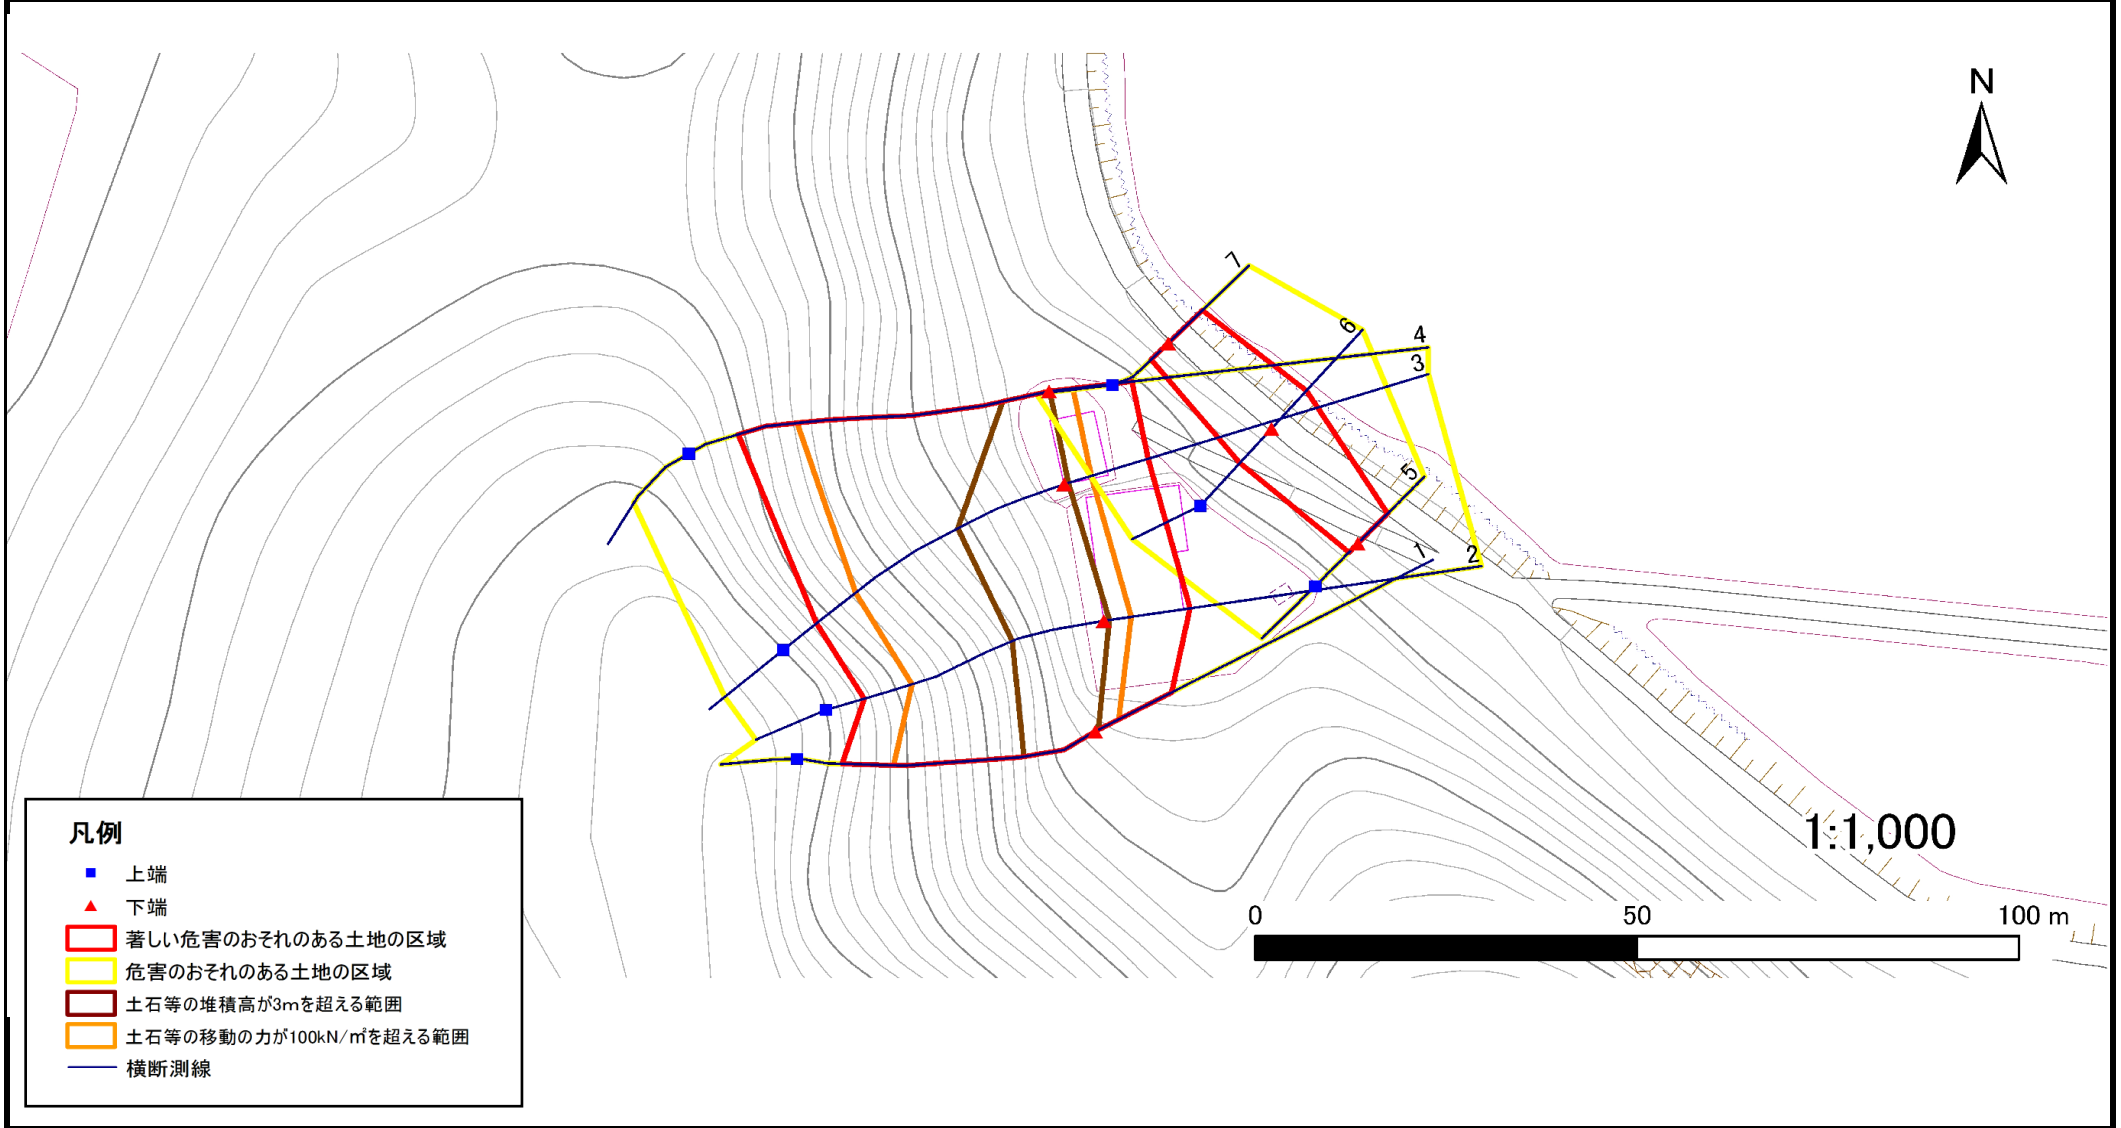 N
7
6
4
3
5
1
2
1:1,000
0 50 100 m
凡例
上端
下端
著しい危害のおそれのある土地の区域
危害のおそれのある土地の区域
土石等の堆積高が3mを超える範囲
土石等の移動の力が100kN/㎡を超える範囲
横断測線